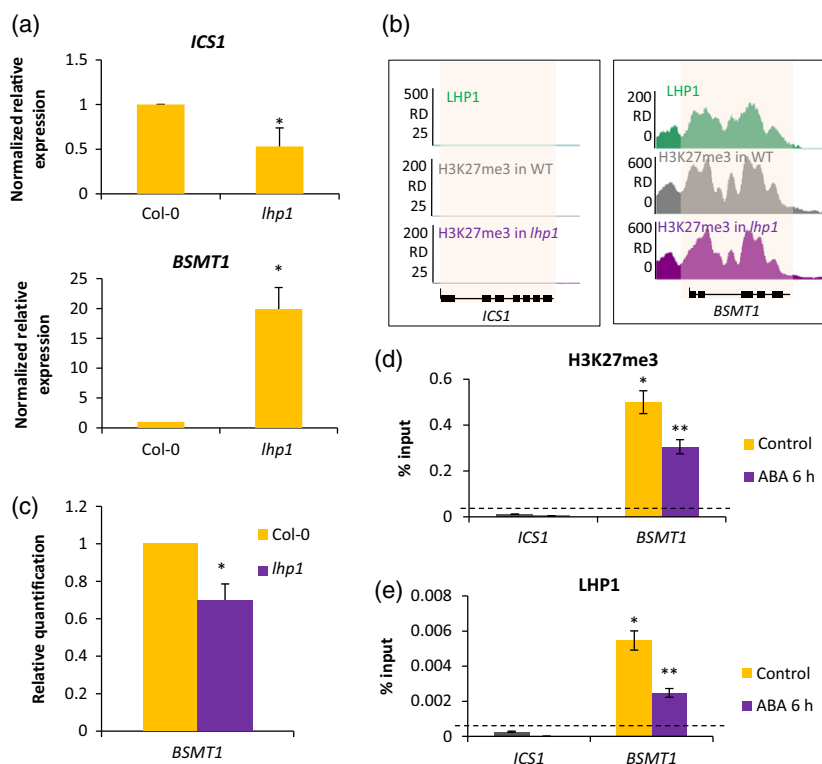 (a)
ICS1
Normalized relative
expression
1.5
1
0.5
0
*
Col-0
lhp1
BSMT1
Normalized relative
expression
25
20
15
10
5
0
*
Col-0
lhp1
(b)
500
RD
25
LHP1
200
RD
25
H3K27me3 in WT
200
RD
25
H3K27me3 in lhp1
ICS1
200
RD
0
LHP1
600
RD
0
H3K27me3 in WT
600
RD
0
H3K27me3 in lhp1
BSMT1
(c)
Relative quantification
1.2
1
0.8
0.6
0.4
0.2
0
*
Col-0
lhp1
BSMT1
(d)
H3K27me3
% input
0.6
0.4
0.2
0
*
**
Control
ABA 6 h
ICS1
BSMT1
(e)
LHP1
% input
0.008
0.006
0.004
0.002
0
*
**
Control
ABA 6 h
ICS1
BSMT1